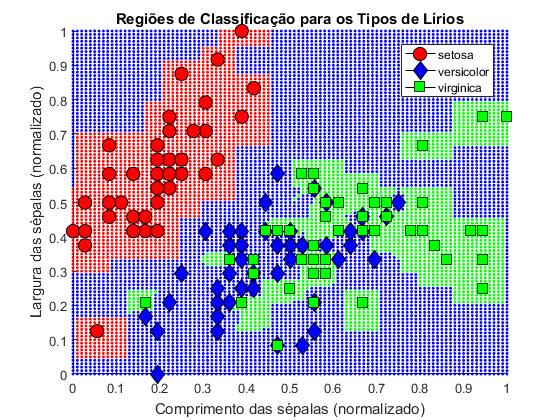 Regiões de Classificação para os Tipos de Lírios
setosa
versicolor
virginica
Largura das sépalas (normalizado)
1
0.9
0.8
0.7
0.6
0.5
0.4
0.3
0.2
0.1
0
0 0.1 0.2 0.3 0.4 0.5 0.6 0.7 0.8 0.9 1
Comprimento das sépalas (normalizado)